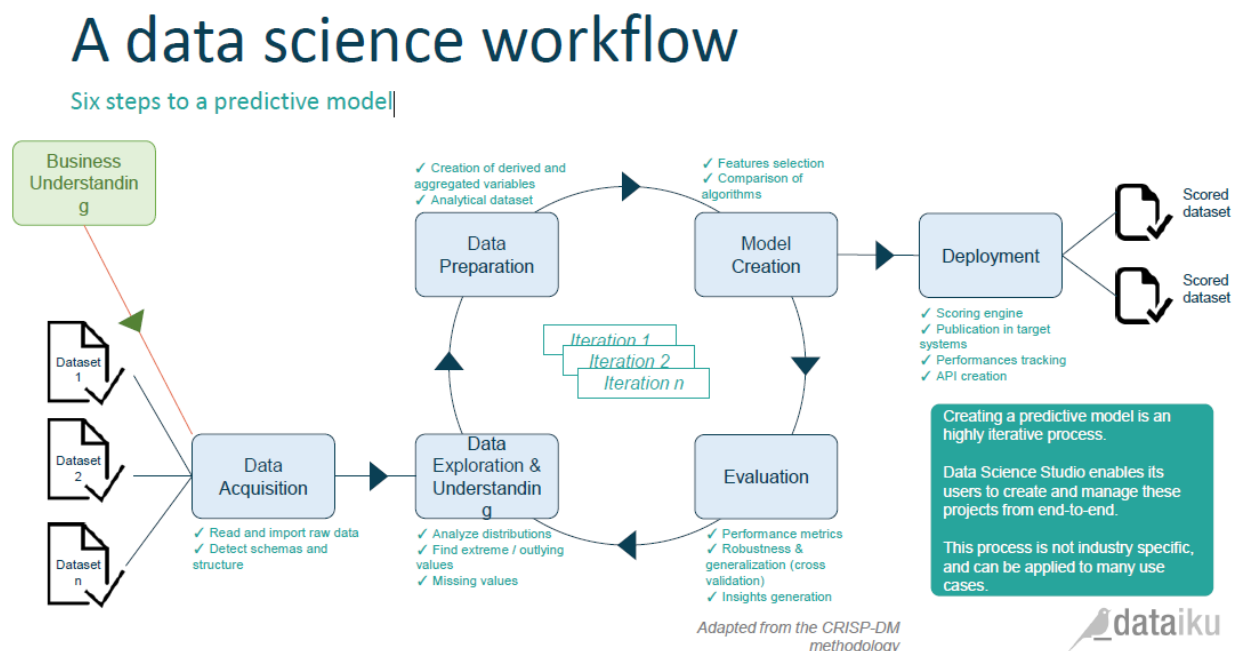 A data science workflow
Six steps to a predictive model
Business
Understandin
g
Dataset
1
Dataset
2
Dataset
n
Data
Acquisition
✓ Read and import raw data
✓ Detect schemas and
structure
✓ Creation of derived and
aggregated variables
✓ Analytical dataset
Data
Preparation
Data
Exploration &
Understandin
g
✓ Analyze distributions
✓ Find extreme / outlying
values
✓ Missing values
Iteration 1
Iteration 2
Iteration n
✓ Features selection
✓ Comparison of
algorithms
Model
Creation
Evaluation
✓ Performance metrics
✓ Robustness &
generalization (cross
validation)
✓ Insights generation
Adapted from the CRISP-DM
methodology
Deployment
✓ Scoring engine
✓ Publication in target
systems
✓ Performances tracking
✓ API creation
Scored
dataset
Scored
dataset
Creating a predictive model is an
highly iterative process.
Data Science Studio enables its
users to create and manage these
projects from end-to-end.
This process is not industry specific,
and can be applied to many use
cases.
dataiku